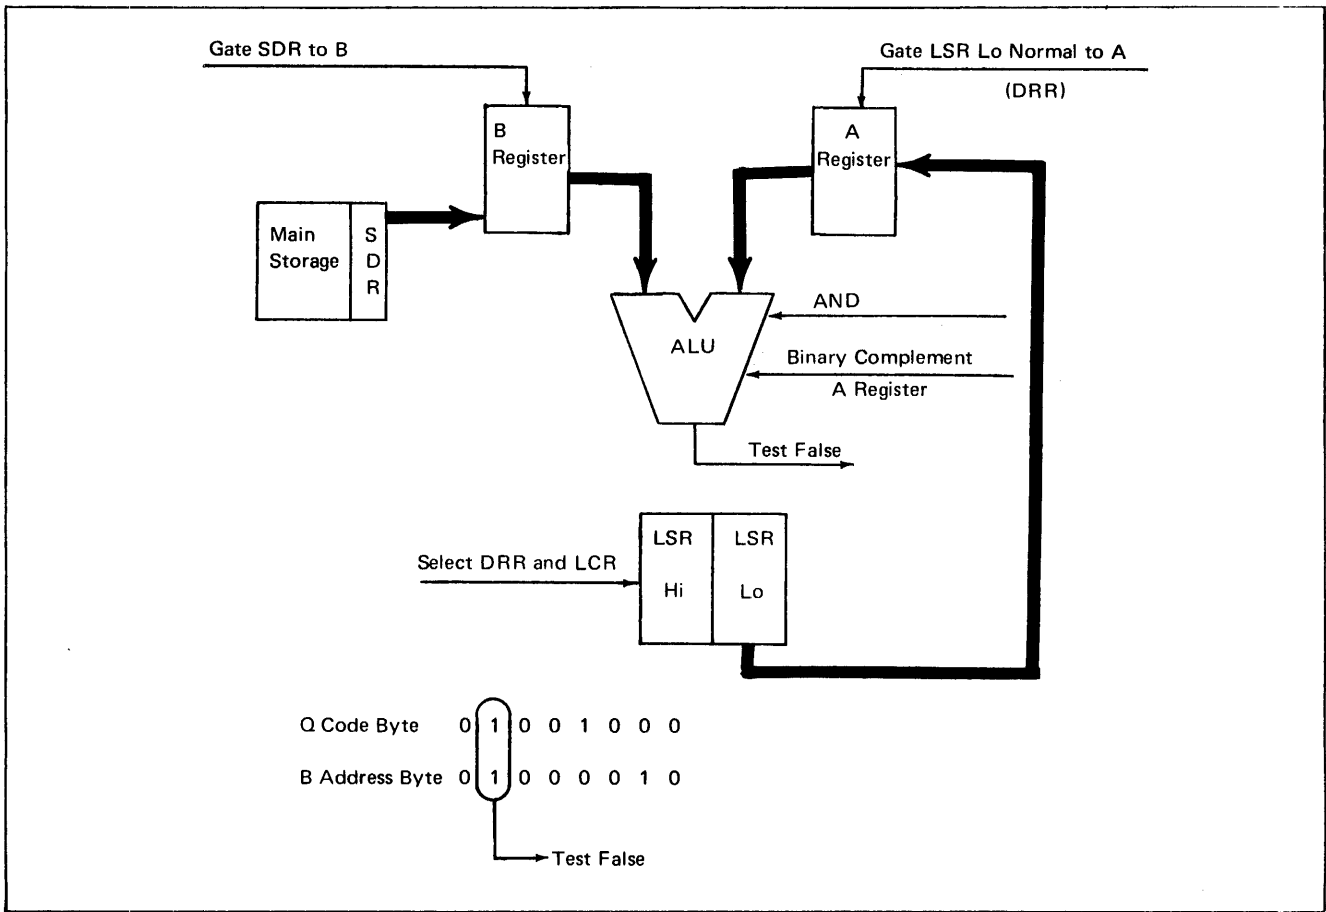 Gate SDR to B
Gate LSR Lo Normal to A
(DRR)
B
Register
A
Register
Main
Storage
S
D
R
AND
ALU
Binary Complement
A Register
Test False
LSR
Hi
LSR
Lo
Select DRR and LCR
Q Code Byte 0 1 0 0 1 0 0 0
B Address Byte 0 1 0 0 0 0 1 0
Test False